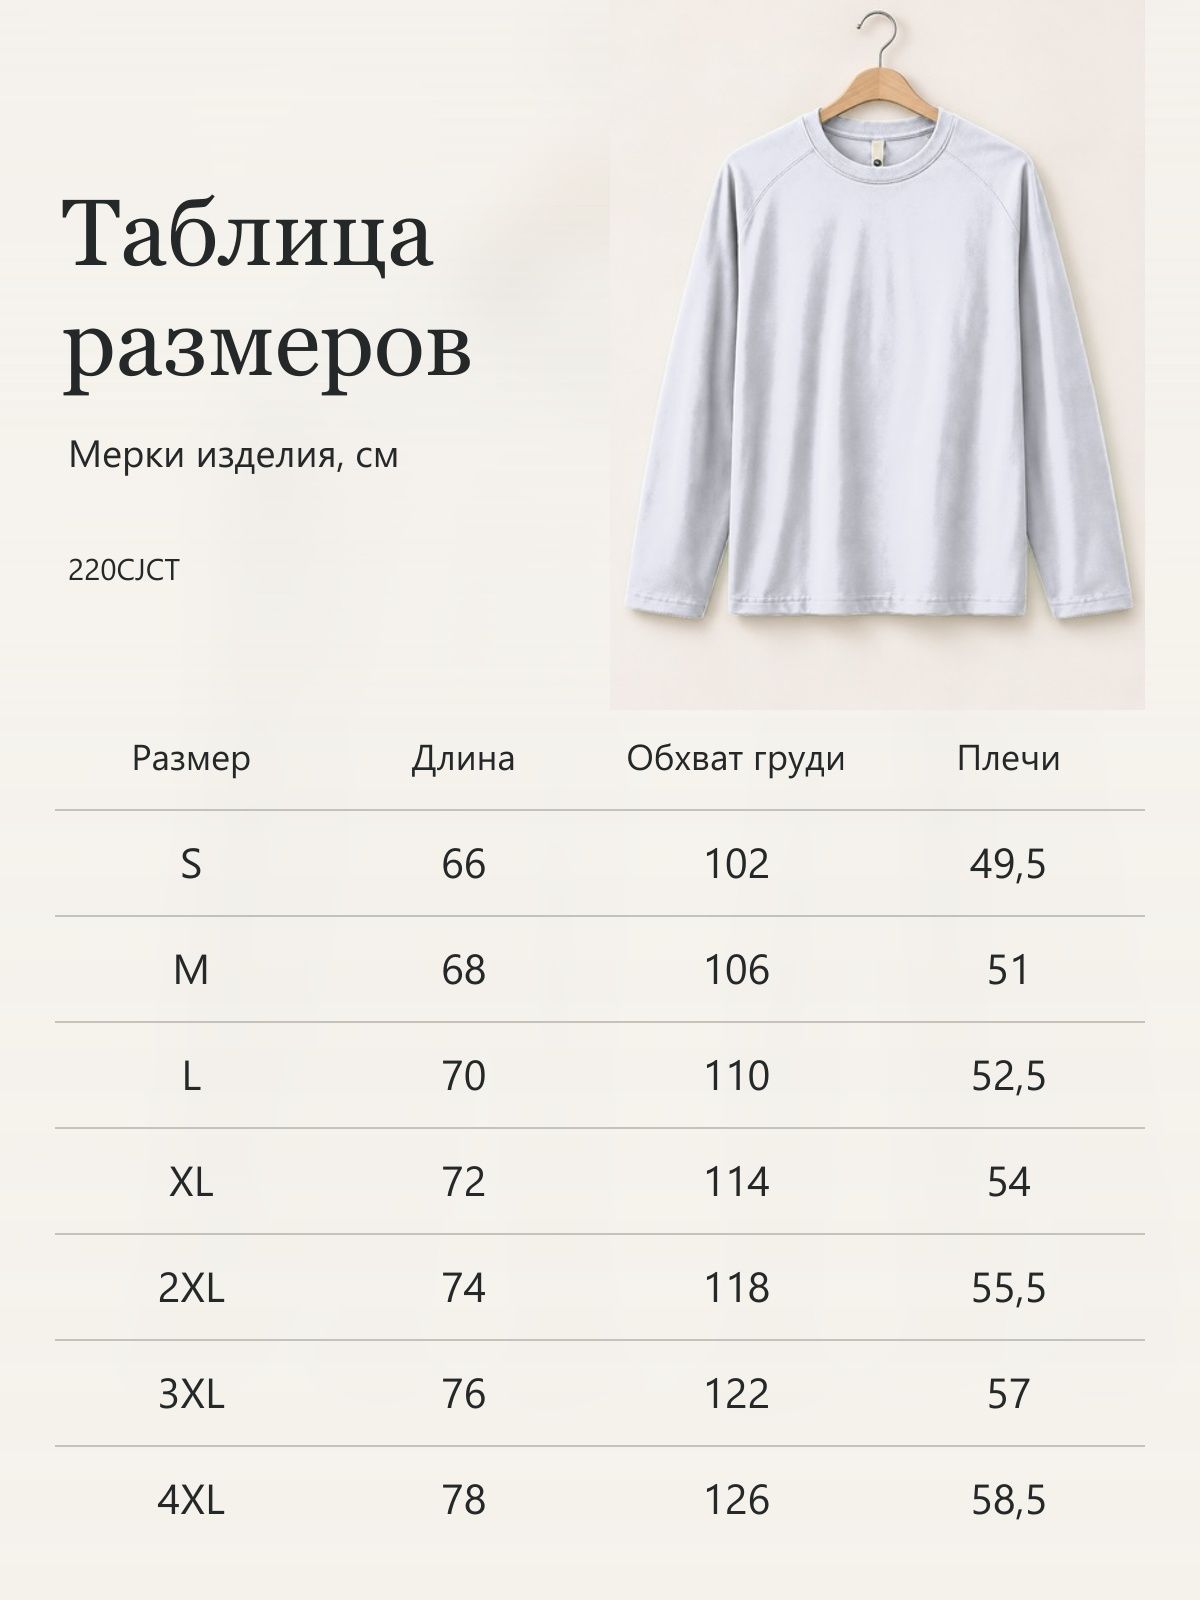 Таблица
размеров
Мерки изделия, см
220CJCT
Размер Длина Обхват груди Плечи
S 66 102 49,5
M 68 106 51
L 70 110 52,5
XL 72 114 54
2XL 74 118 55,5
3XL 76 122 57
4XL 78 126 58,5